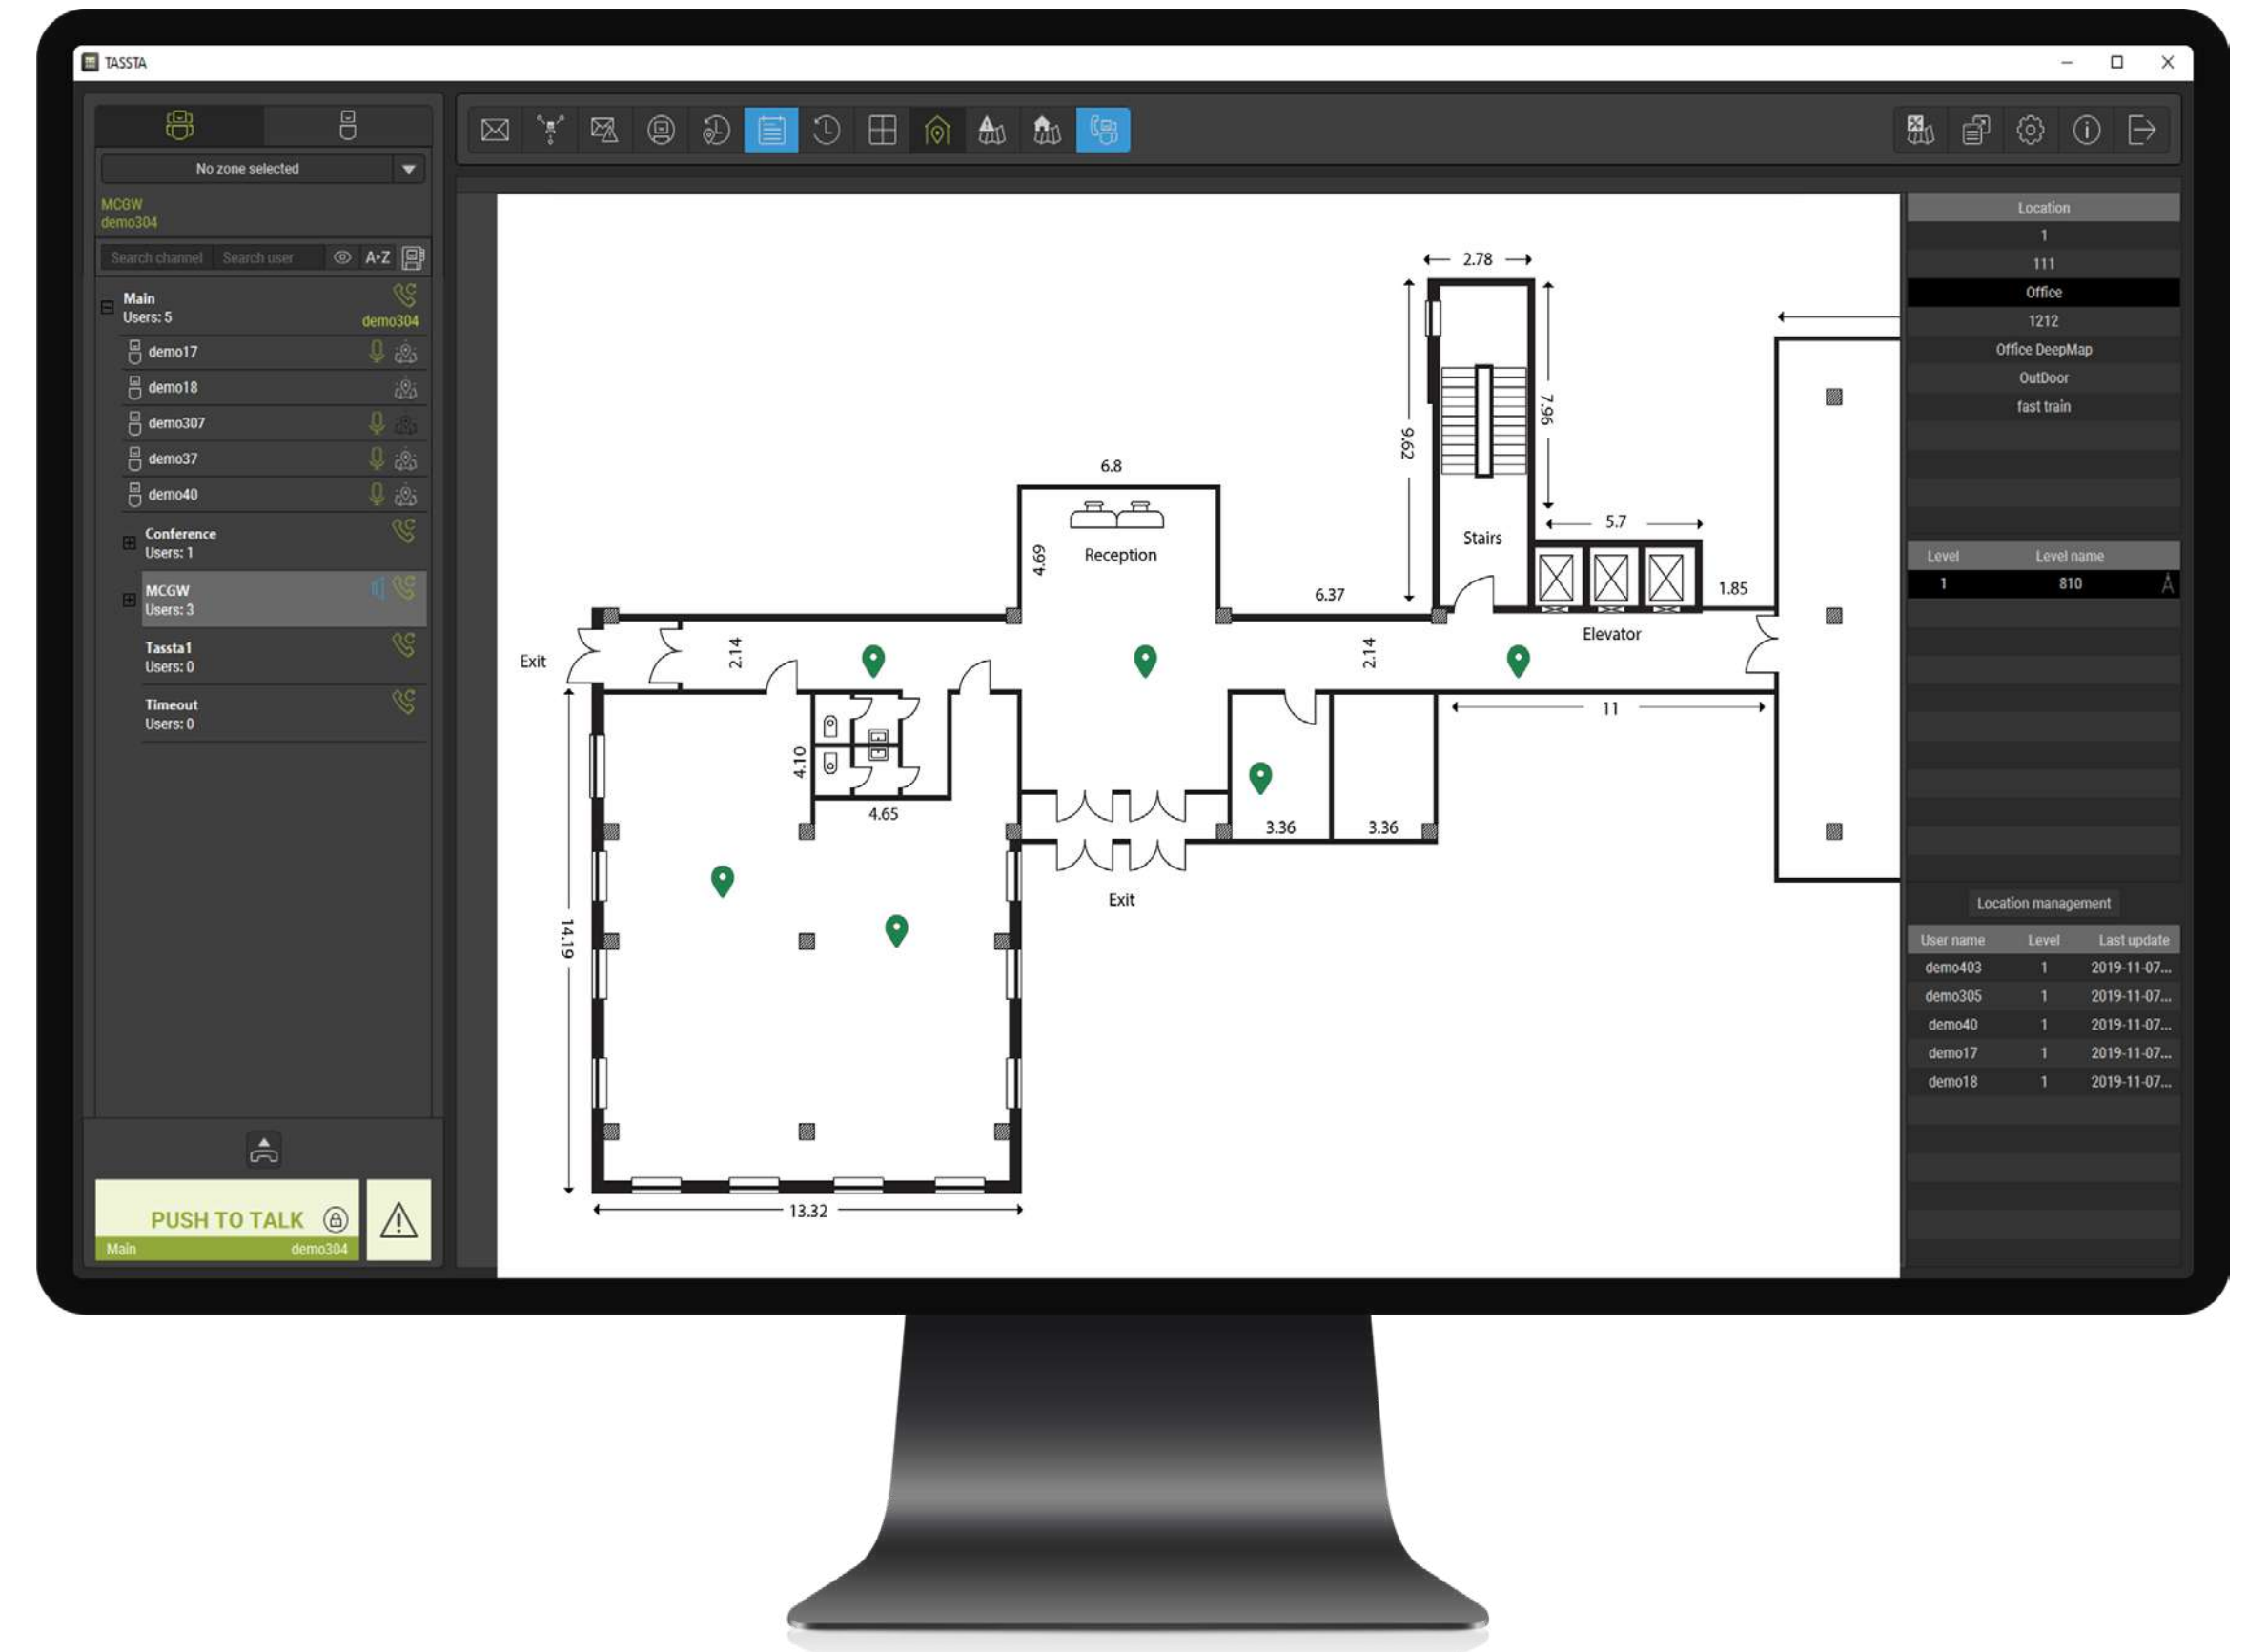 TASSTA
No zone selected
MCGW
demo304
Search channel Search user A▸Z
Main
Users: 5 demo304
demo17
demo18
demo307
demo37
demo40
Conference
Users: 1
MCGW
Users: 3
Tassta1
Users: 0
Timeout
Users: 0
PUSH TO TALK
Main demo304
2.78
9.62
7.96
6.8
4.69
Reception
Stairs
5.7
6.37
1.85
Elevator
Exit
2.14
2.14
11
4.10
4.65
3.36 3.36
Exit
14.19
13.32
Location
1
111
Office
1212
Office DeepMap
OutDoor
fast train
Level Level name
1 810
Location management
User name Level Last update
demo403 1 2019-11-07...
demo305 1 2019-11-07...
demo40 1 2019-11-07...
demo17 1 2019-11-07...
demo18 1 2019-11-07...